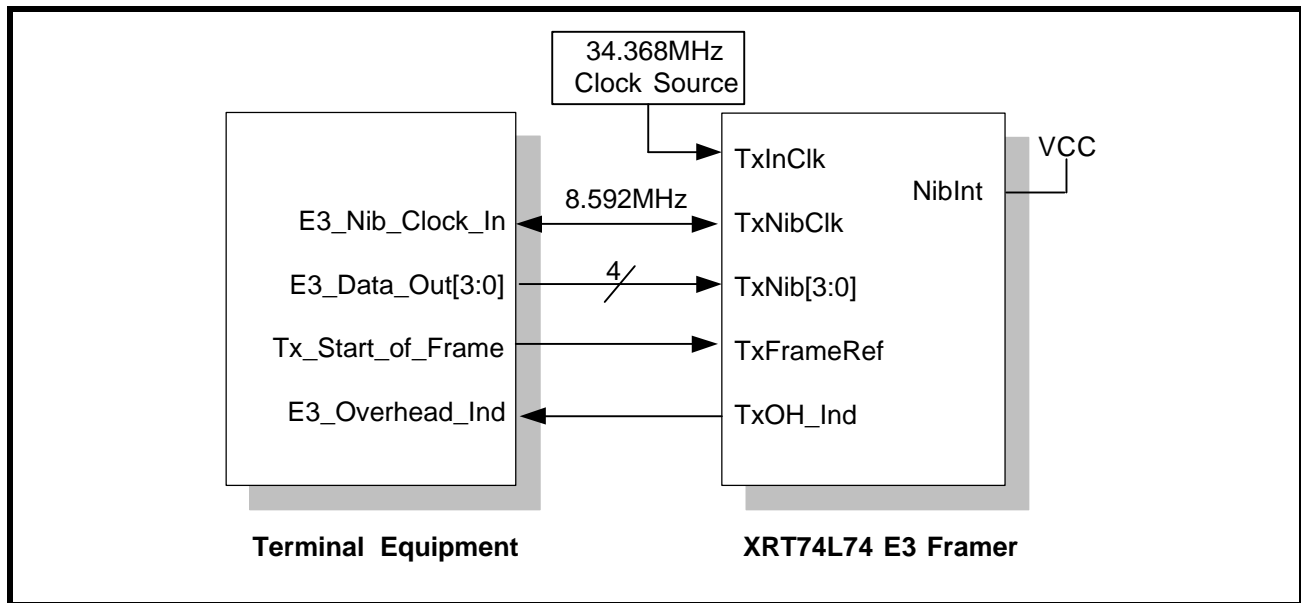 34.368MHz
Clock Source
TxInClk
VCC
NibInt
8.592MHz
E3_Nib_Clock_In
TxNibClk
4
E3_Data_Out[3:0]
TxNib[3:0]
Tx_Start_of_Frame
TxFrameRef
E3_Overhead_Ind
TxOH_Ind
Terminal Equipment
XRT74L74 E3 Framer